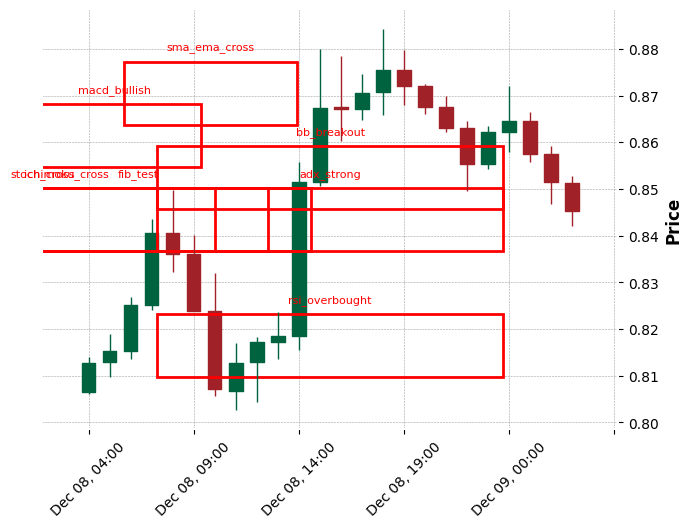 sma_ema_cross
0.88
macd_bullish
0.87
bb_breakout
0.86
fib_test
adx_strong
0.85
Price
0.84
0.83
rsi_overbought
0.82
0.81
0.80
Dec 08, 04:00
Dec 08, 09:00
Dec 08, 14:00
Dec 08, 19:00
Dec 09, 00:00